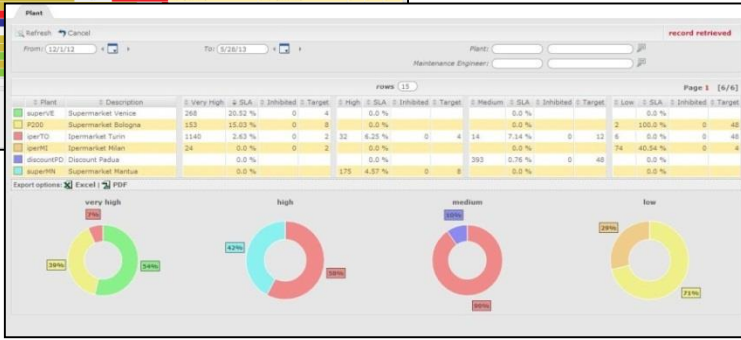 Plant
Refresh Cancel record retrieved
From: 12/1/12 To: 5/28/13 Plant:
Maintenance Engineer:
rows 15 Page 1 [6/6]
Plant Description Very High SLA Inhibited Target High SLA Inhibited Target Medium SLA Inhibited Target Low SLA Inhibited Target
superVE Supermarket Venice 268 20.52 % 0 4 0.0 % 0.0 % 0.0 %
P200 Supermarket Bologna 153 15.03 % 0 8 0.0 % 0.0 % 2 100.0 % 0 48
iperTO Ipermarket Turin 1140 2.63 % 0 2 32 6.25 % 0 4 14 7.14 % 0 12 6 0.0 % 0 48
iperMI Ipermarket Milan 24 0.0 % 0 2 0.0 % 0.0 % 74 40.54 % 0 4
discountPD Discount Padua 0.0 % 0.0 % 393 0.76 % 0 48 0.0 %
superMN Supermarket Mantua 0.0 % 175 4.57 % 0 8 0.0 % 0.0 %
Export options: Excel | PDF
very high high medium low
7% 10%
29%
42%
39% 54%
58%
71%
90%